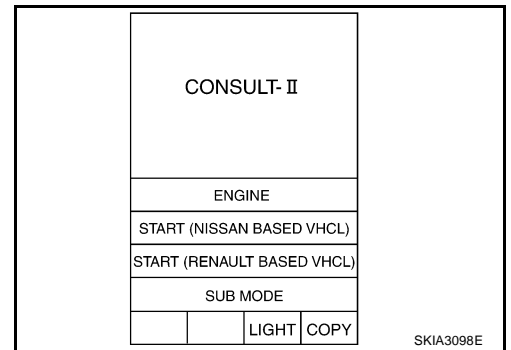 CONSULT-II
ENGINE
START (NISSAN BASED VHCL)
START (RENAULT BASED VHCL)
SUB MODE
LIGHT COPY
SKIA3098E